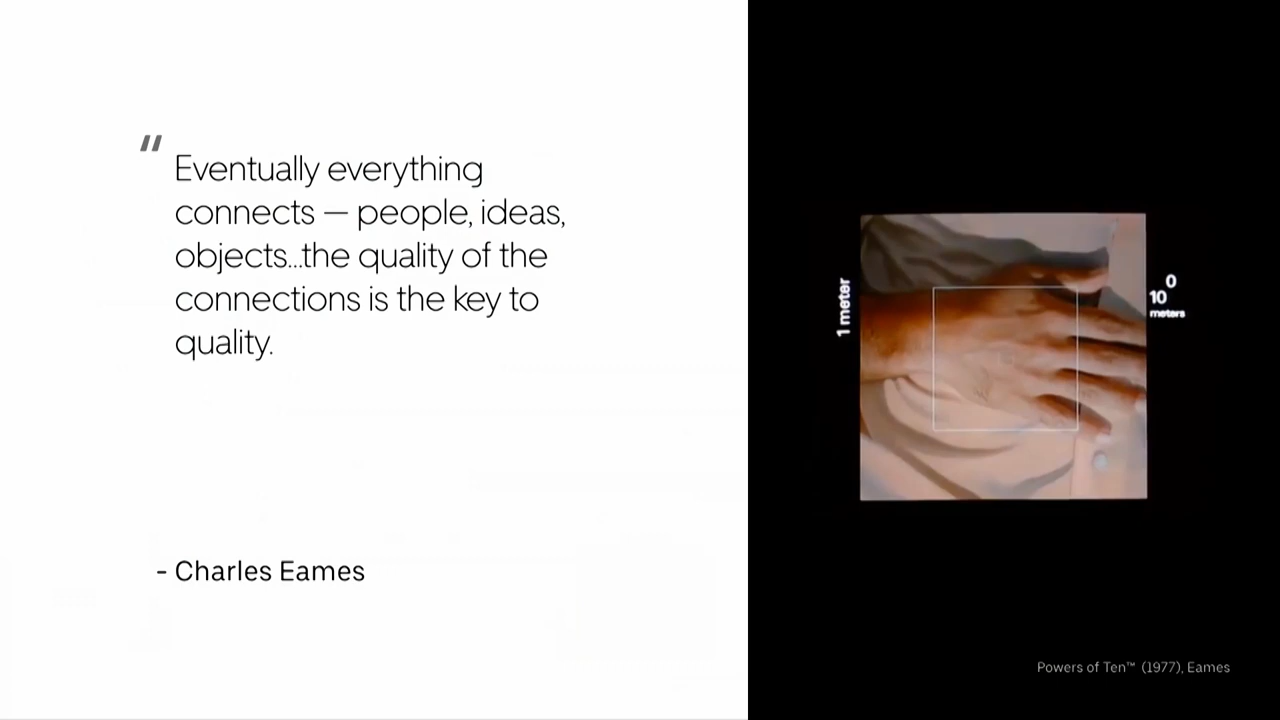 "
Eventually everything
connects — people, ideas,
objects...the quality of the
connections is the key to
quality.
- Charles Eames
1 meter
0
10
meters
Powers of Ten™ (1977), Eames